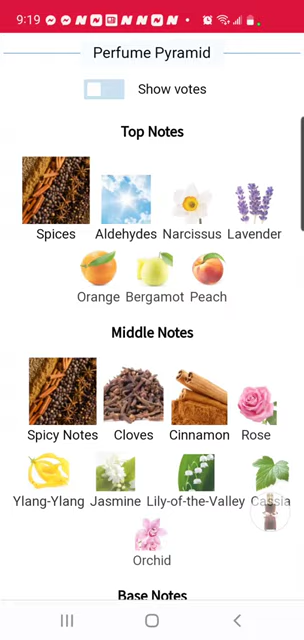 9:19
Perfume Pyramid
Show votes
Top Notes
Spices Aldehydes Narcissus Lavender
Orange Bergamot Peach
Middle Notes
Spicy Notes Cloves Cinnamon Rose
Ylang-Ylang Jasmine Lily-of-the-Valley Cassia
Orchid
Base Notes